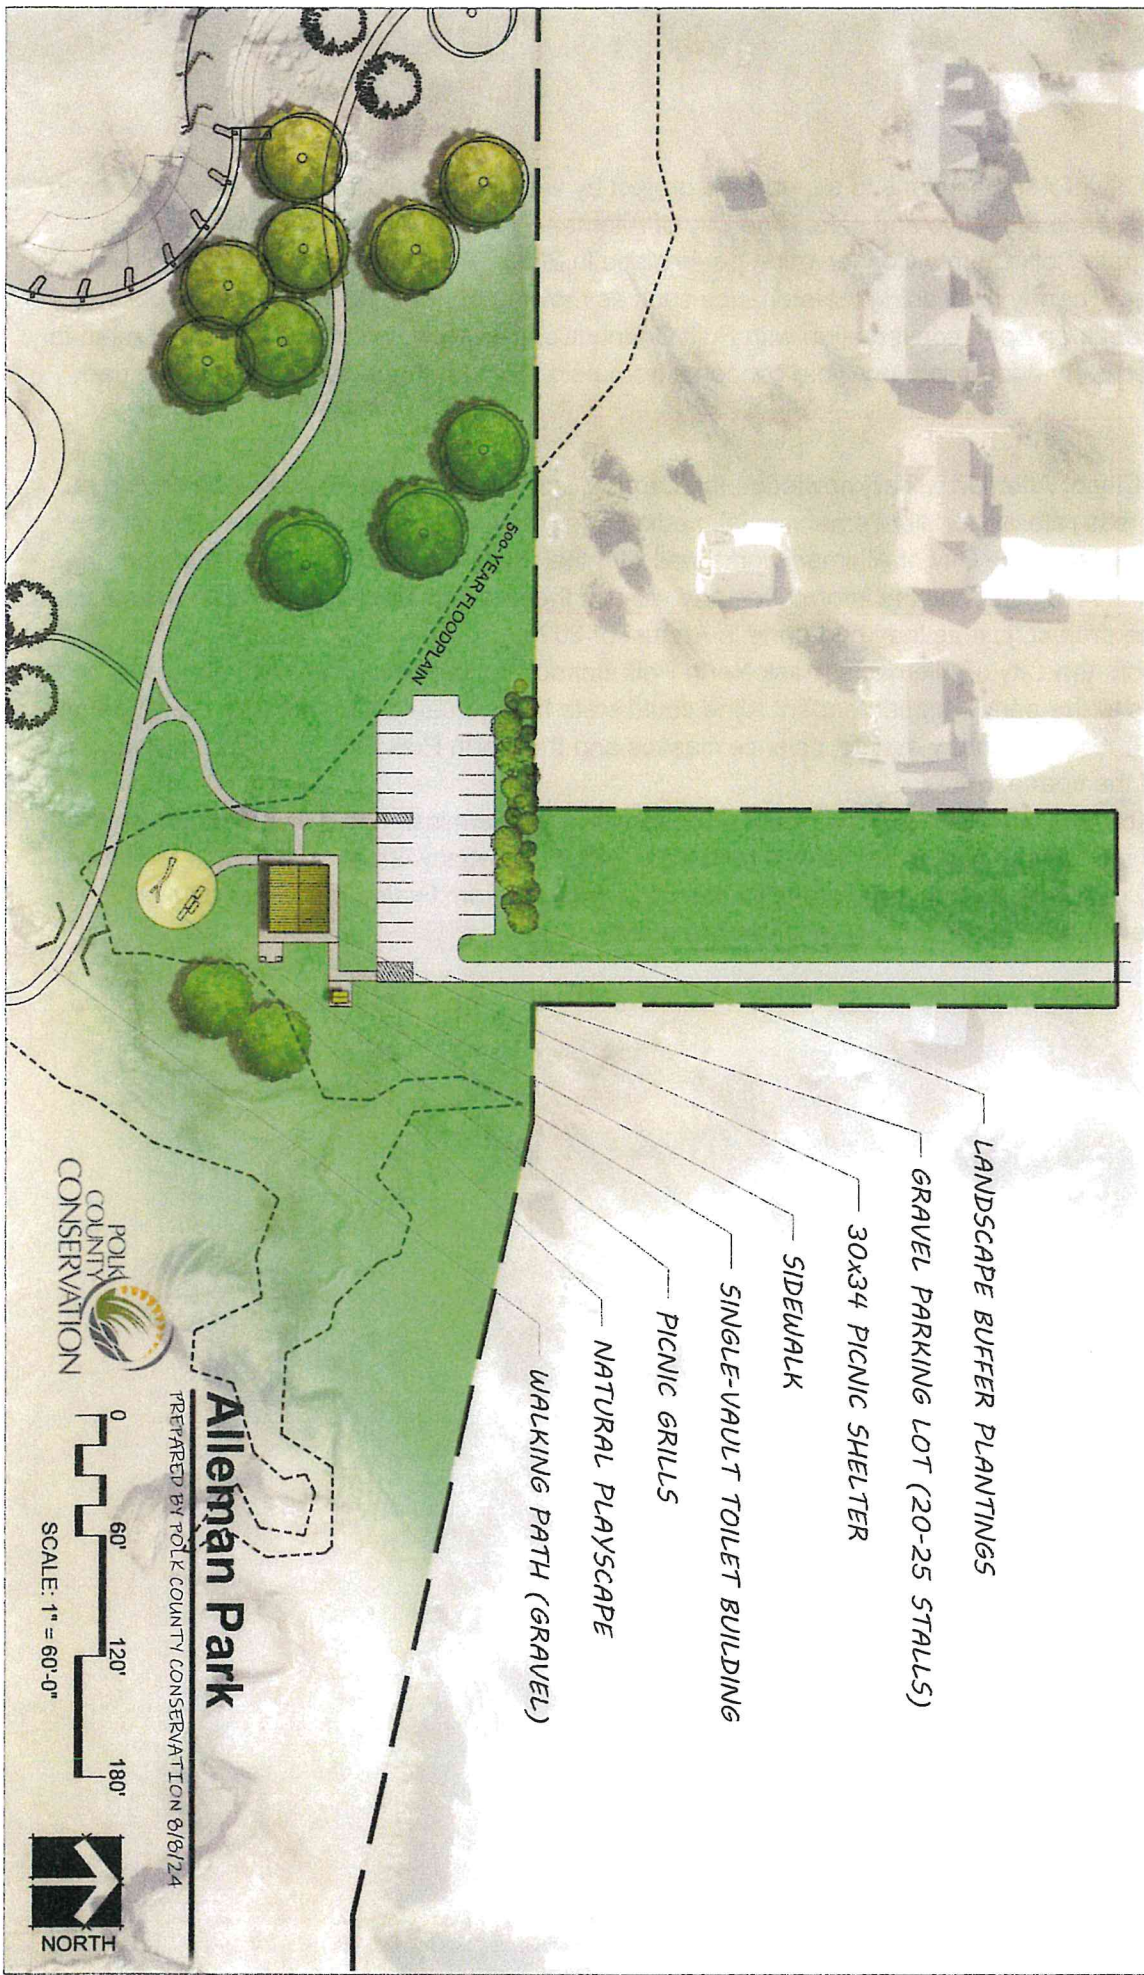 LANDSCAPE BUFFER PLANTINGS
GRAVEL PARKING LOT (20-25 STALLS)
30x34 PICNIC SHELTER
SIDEWALK
SINGLE-VAULT TOILET BUILDING
PICNIC GRILLS
NATURAL PLAYSCAPE
WALKING PATH (GRAVEL)
500-YEAR FLOODPLAIN
Alleman Park
PREPARED BY POLK COUNTY CONSERVATION 8/8/24
POLK
COUNTY
CONSERVATION
0 60' 120' 180'
SCALE: 1" = 60'-0"
NORTH